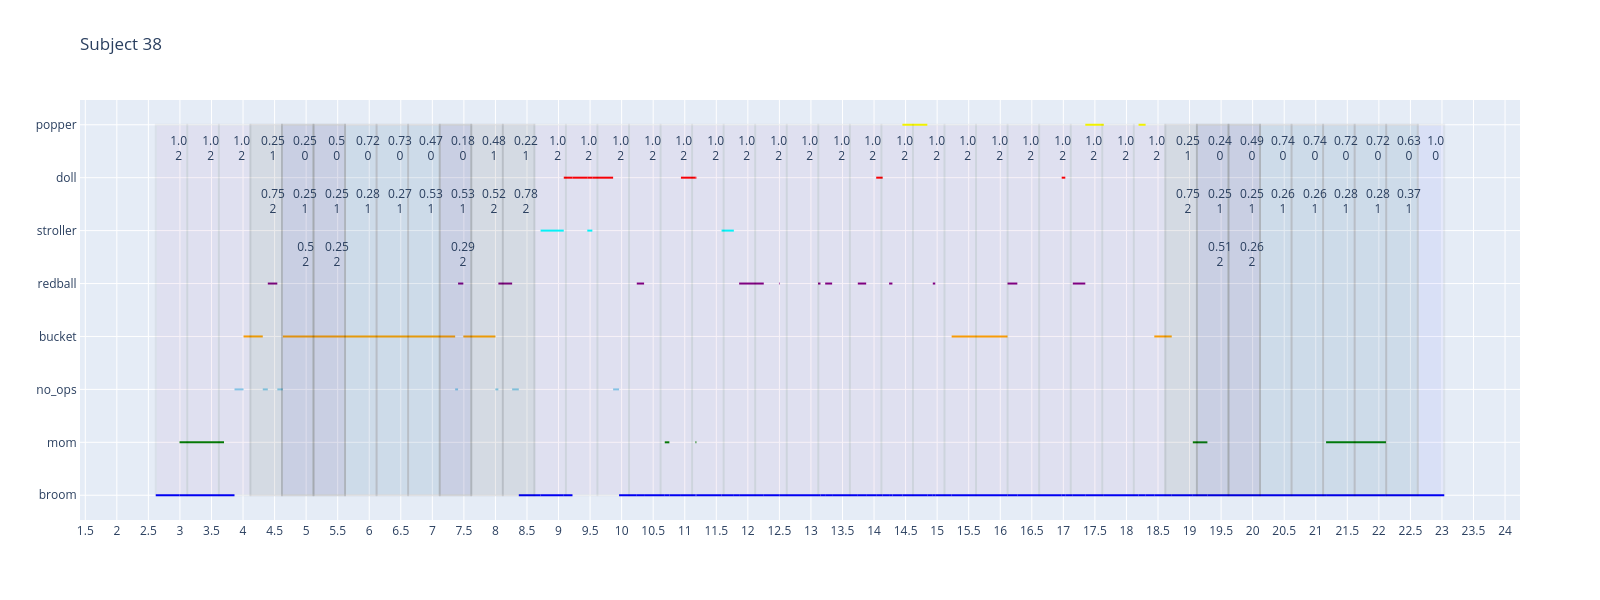 Subject 38
popper
1.0 1.0 1.0 0.25 0.25 0.5 0.72 0.73 0.47 0.18 0.48 0.22 1.0 1.0 1.0 1.0 1.0 1.0 1.0 1.0 1.0 1.0 1.0 1.0 1.0 1.0 1.0 1.0 1.0 1.0 1.0 1.0 0.25 0.24 0.49 0.74 0.74 0.72 0.72 0.63 1.0
2 2 2 1 0 0 0 0 0 0 1 1 2 2 2 2 2 2 2 2 2 2 2 2 2 2 2 2 2 2 2 2 1 0 0 0 0 0 0 0 0
doll
0.75 0.25 0.25 0.28 0.27 0.53 0.53 0.52 0.78 0.75 0.25 0.25 0.26 0.26 0.28 0.28 0.37
2 1 1 1 1 1 1 2 2 2 1 1 1 1 1 1 1
stroller
0.5 0.25 0.29 0.51 0.26
2 2 2 2 2
redball
bucket
no_ops
mom
broom
1.5 2 2.5 3 3.5 4 4.5 5 5.5 6 6.5 7 7.5 8 8.5 9 9.5 10 10.5 11 11.5 12 12.5 13 13.5 14 14.5 15 15.5 16 16.5 17 17.5 18 18.5 19 19.5 20 20.5 21 21.5 22 22.5 23 23.5 24